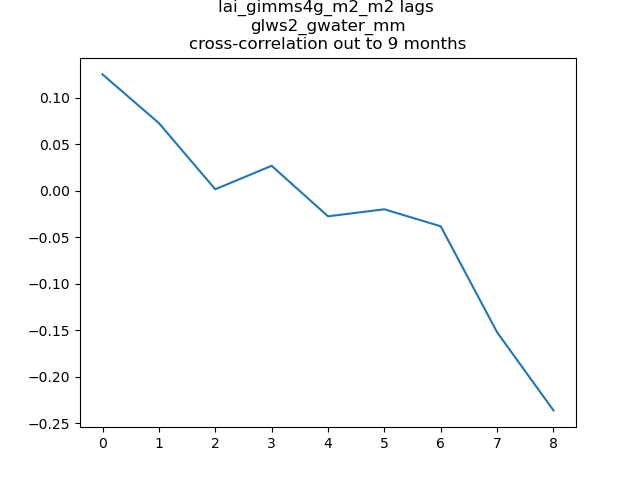 lai_gimms4g_m2_m2 lags
glws2_gwater_mm
cross-correlation out to 9 months
0.10
0.05
0.00
−0.05
−0.10
−0.15
−0.20
−0.25
0 1 2 3 4 5 6 7 8